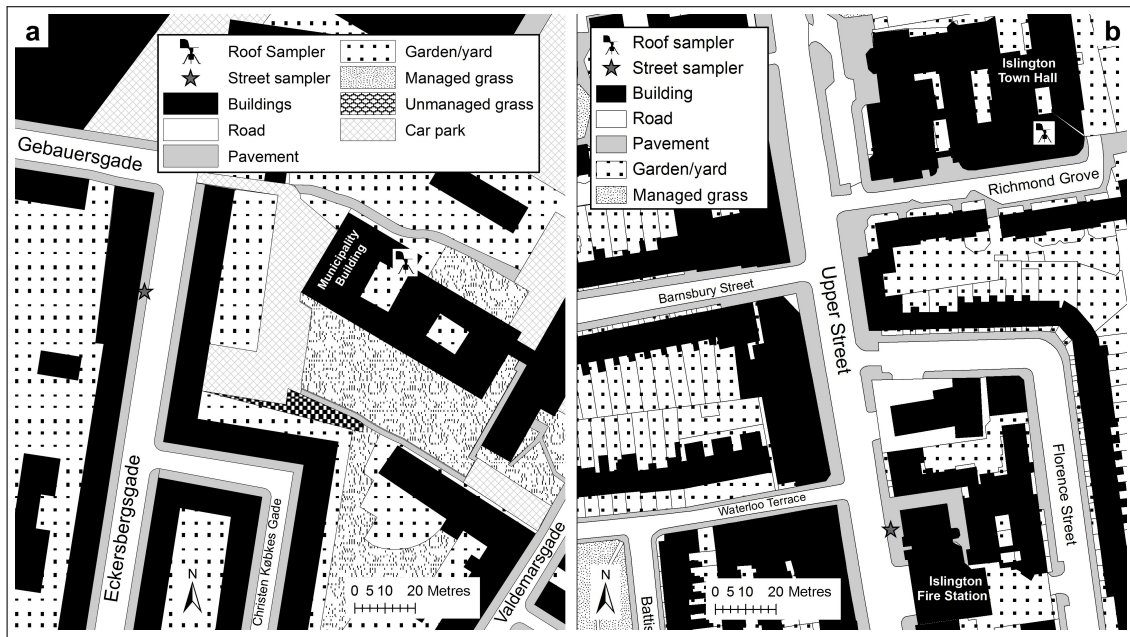 a
Roof Sampler
Street sampler
Buildings
Road
Pavement
Garden/yard
Managed grass
Unmanaged grass
Car park
Gebauersgade
Municipality
Building
Eckersbergsgade
Christen Købkes Gade
Valdemarsgade
N
0 5 10 20 Metres
b
Roof sampler
Street sampler
Building
Road
Pavement
Garden/yard
Managed grass
Islington
Town Hall
Richmond Grove
Barnsbury Street
Upper Street
Waterloo Terrace
Florence Street
Islington
Fire Station
Battis
N
0 5 10 20 Metres